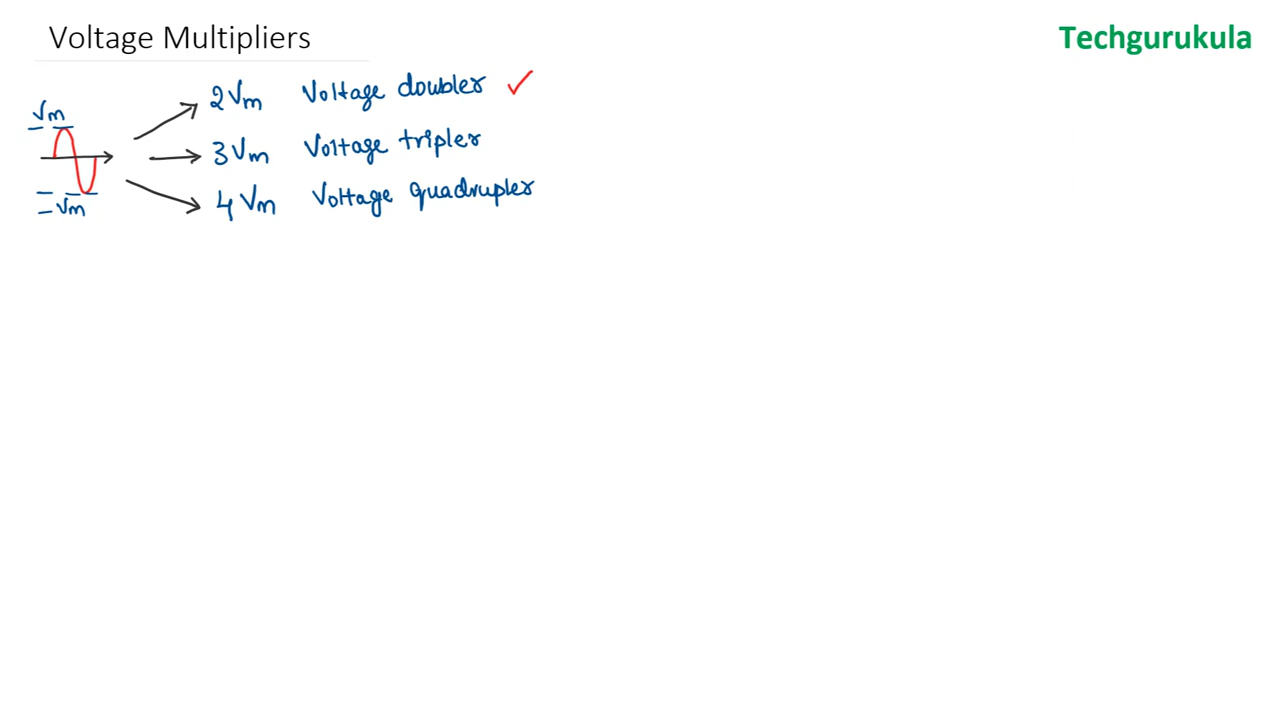 Voltage Multipliers
Techgurukula
Vm
-Vm
2Vm Voltage doubler
3Vm Voltage tripler
4Vm Voltage quadrupler